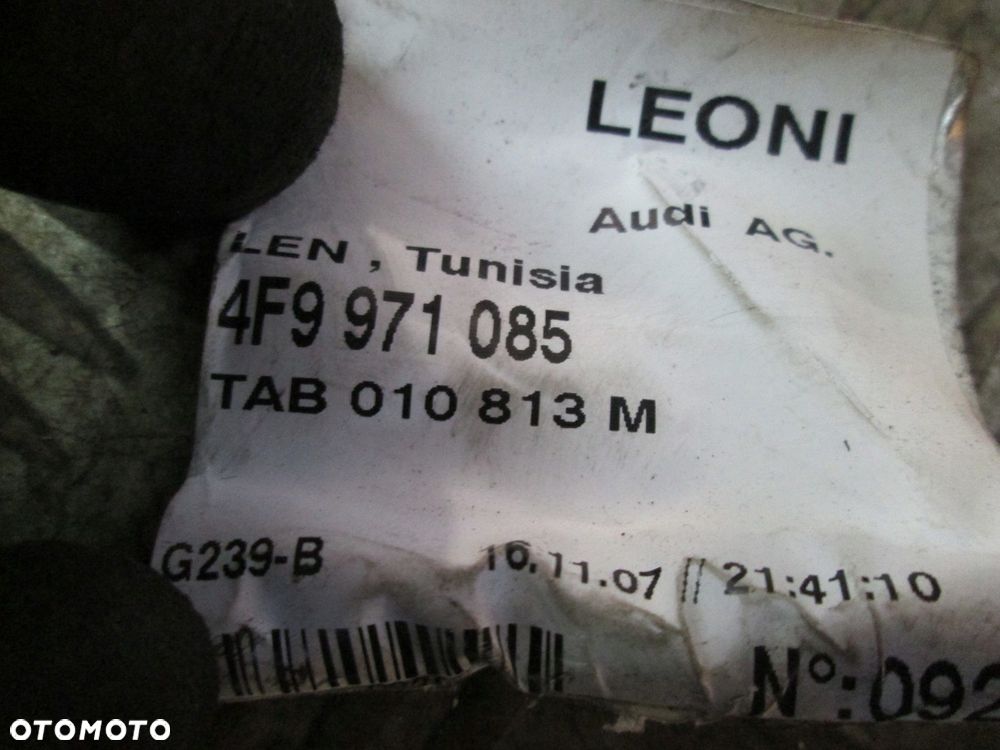 LEONI
Audi AG.
LEN , Tunisia
4F9 971 085
TAB 010 813 M
G239-B 16.11.07 // 21:41:10
N°:092
OTOMOTO